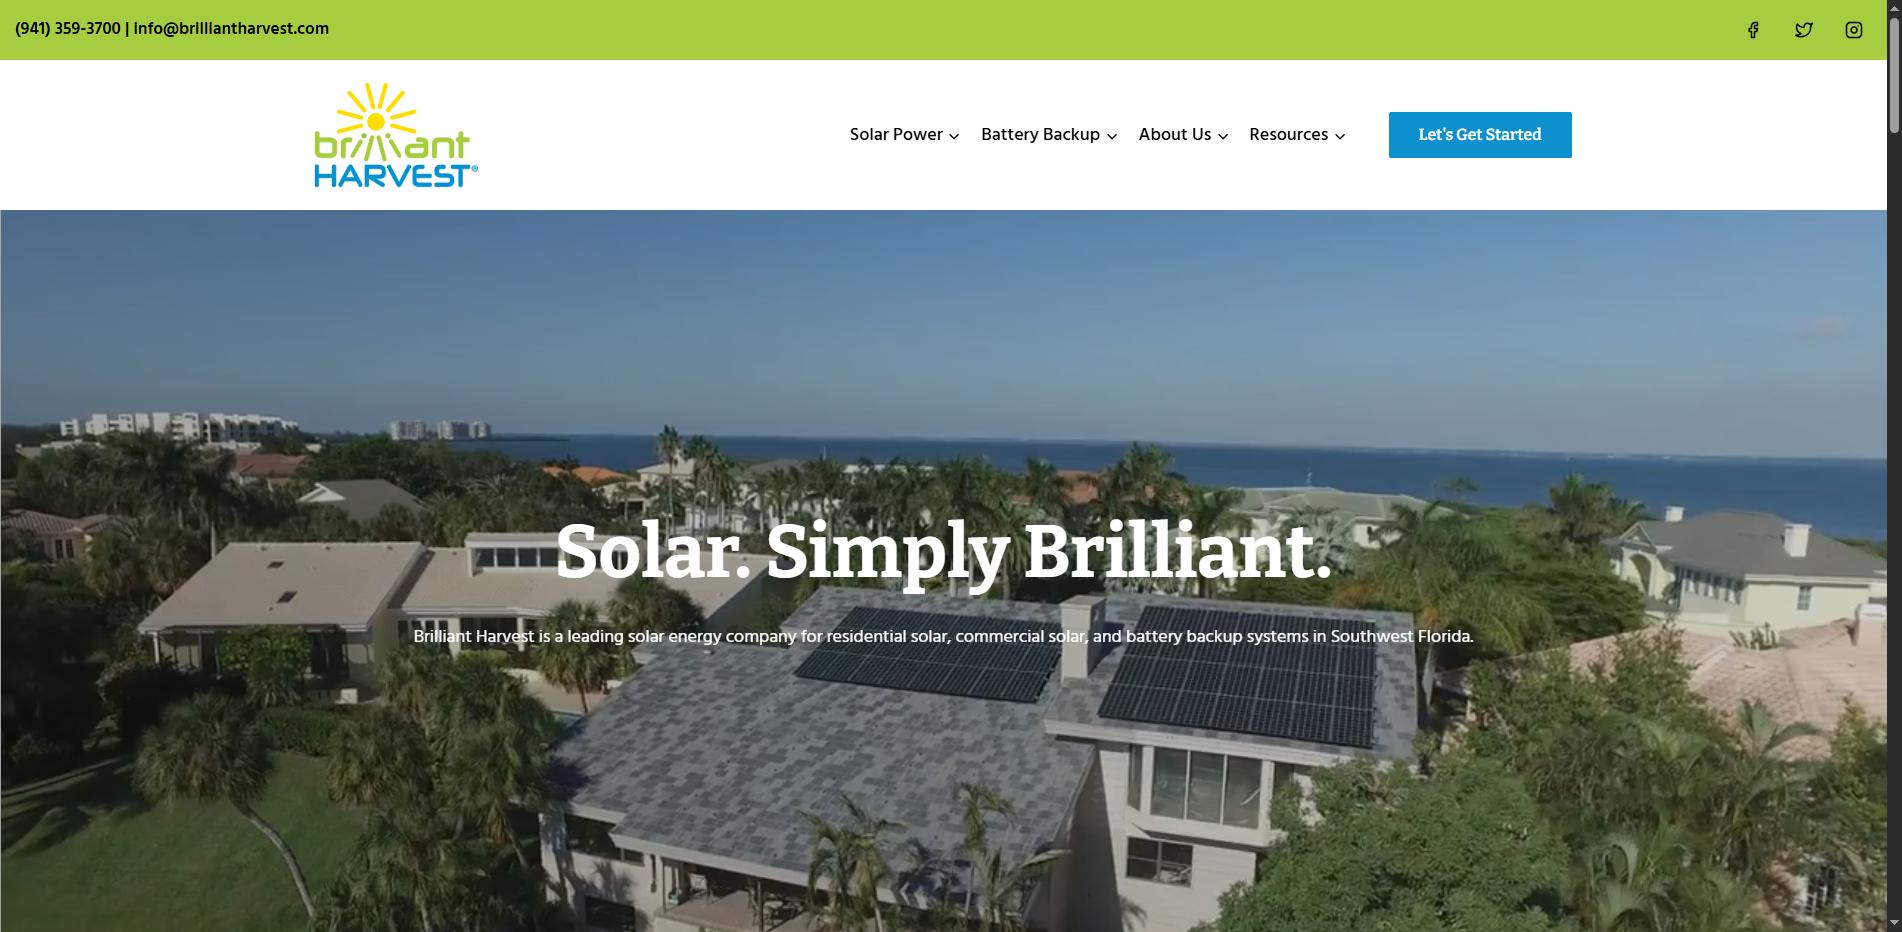 (941) 359-3700 | info@brilliantharvest.com
brilliant
HARVEST®
Solar Power
Battery Backup
About Us
Resources
Let's Get Started
Solar. Simply Brilliant.
Brilliant Harvest is a leading solar energy company for residential solar, commercial solar, and battery backup systems in Southwest Florida.